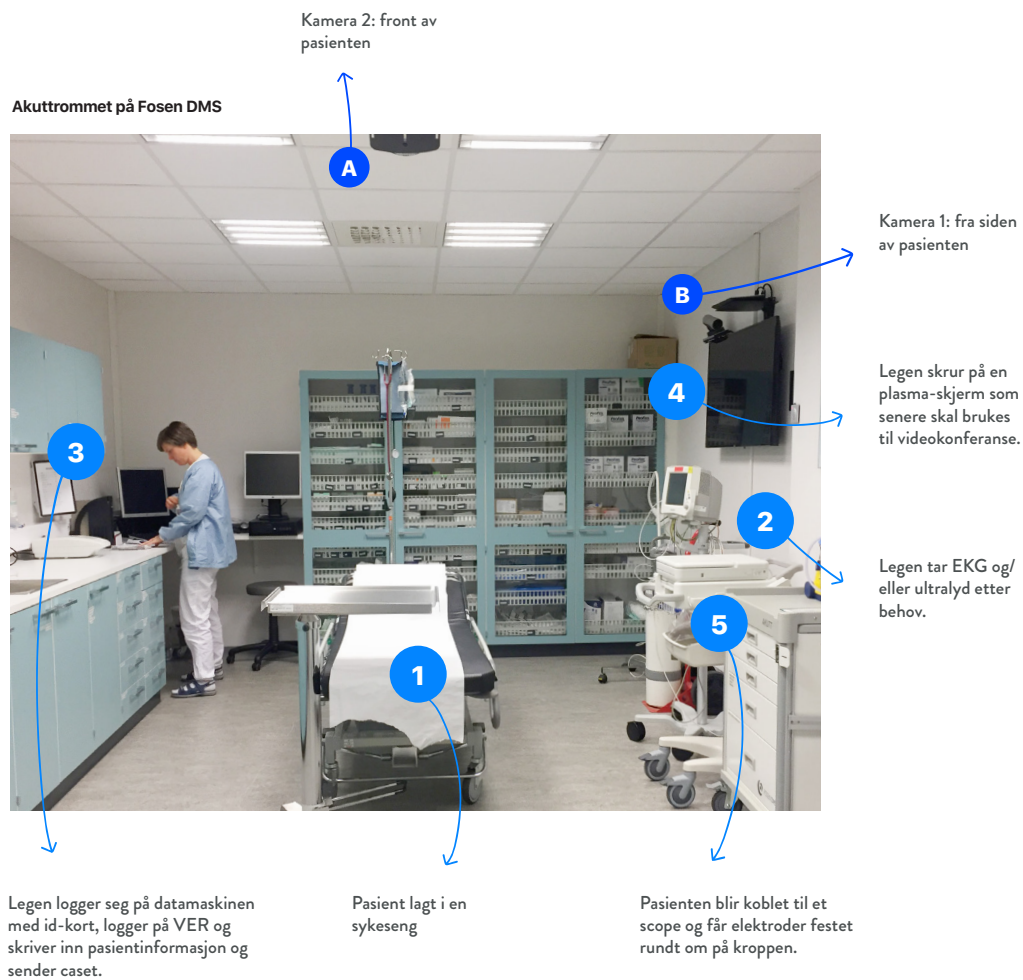 Kamera 2: front av
pasienten
Akuttrommet på Fosen DMS
A
Kamera 1: fra siden
av pasienten
B
Legen skrur på en
plasma-skjerm som
senere skal brukes
til videokonferanse.
4
3
2
Legen tar EKG og/
eller ultralyd etter
behov.
5
1
Legen logger seg på datamaskinen
med id-kort, logger på VER og
skriver inn pasientinformasjon og
sender caset.
Pasient lagt i en
sykeseng
Pasienten blir koblet til et
scope og får elektroder festet
rundt om på kroppen.